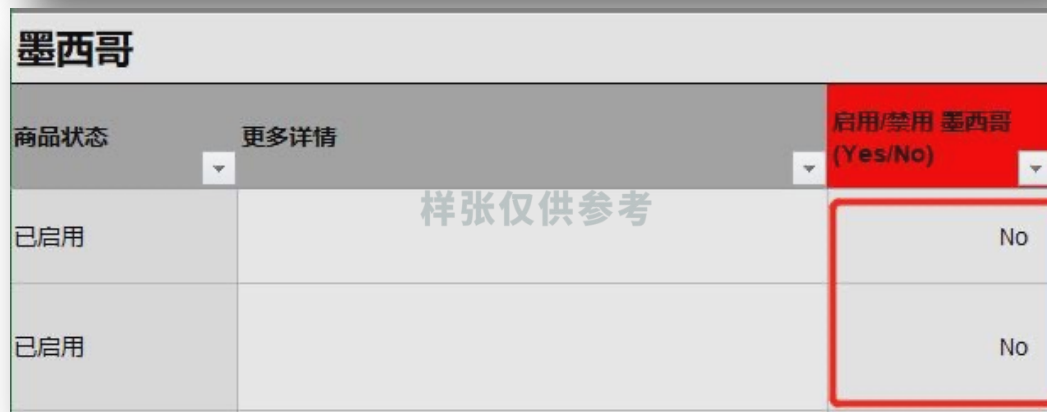 墨西哥
商品状态
更多详情
启用/禁用 墨西哥
(Yes/No)
样张仅供参考
已启用
No
已启用
No